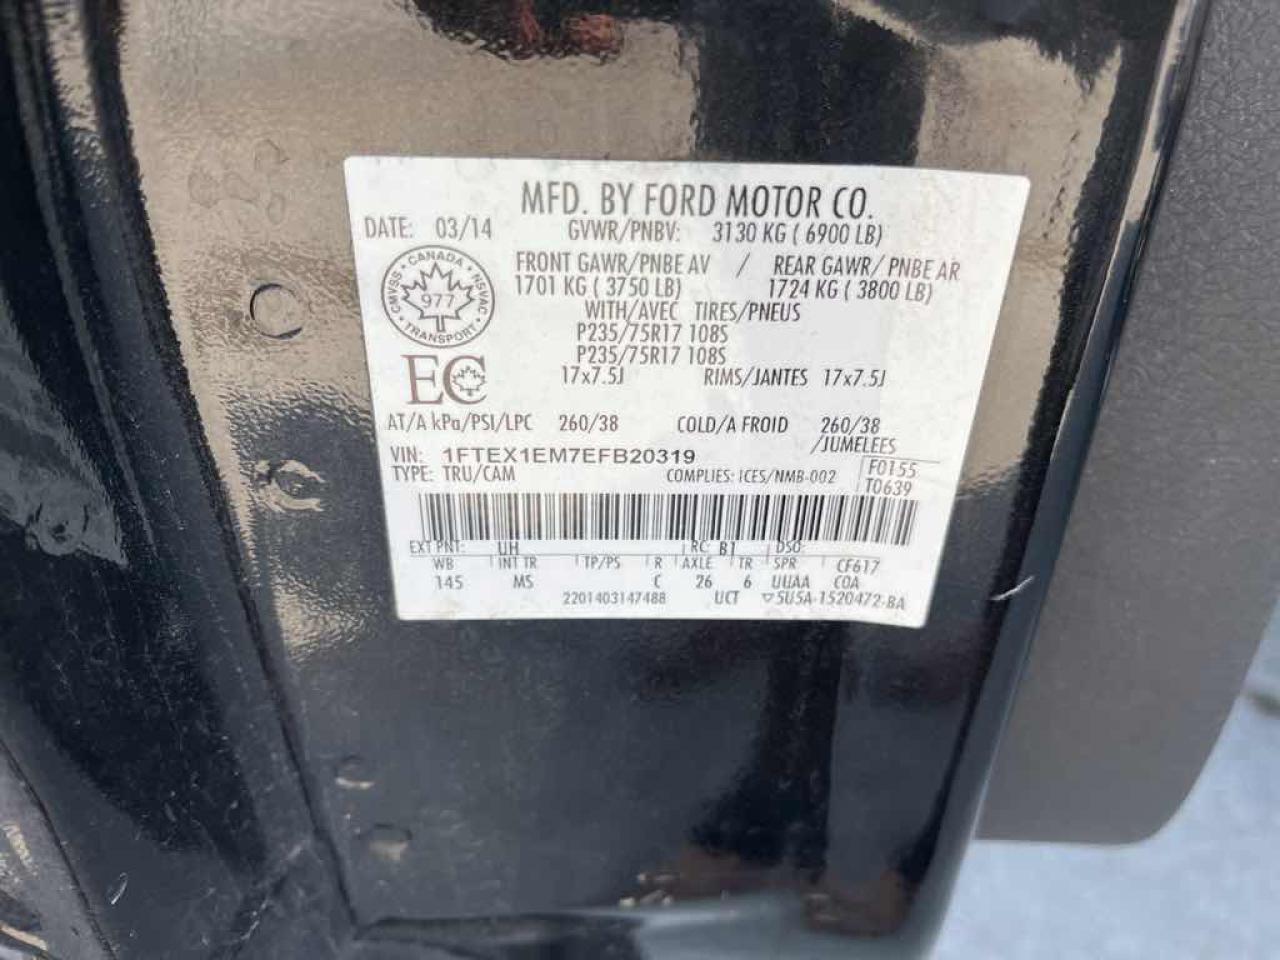 MFD. BY FORD MOTOR CO.
DATE: 03/14 GVWR/PNBV: 3130 KG ( 6900 LB)
FRONT GAWR/PNBE AV / REAR GAWR/ PNBE AR
1701 KG ( 3750 LB) 1724 KG ( 3800 LB)
WITH/AVEC TIRES/PNEUS
P235/75R17 108S
P235/75R17 108S
17x7.5J RIMS/JANTES 17x7.5J
CANADA
CMVSS 977 NSVAC
TRANSPORT
EC
AT/A kPa/PSI/LPC 260/38 COLD/A FROID 260/38
/JUMELEES
VIN: 1FTEX1EM7EFB20319
TYPE: TRU/CAM COMPLIES: ICES/NMB-002
F0155
T0639
EXT PNT: UH RC: B1 DSO:
WB INT TR TP/PS R AXLE TR SPR CF617
145 MS C 26 6 UUAA COA
2201403147488 UCT ▽5U5A-1520472-BA